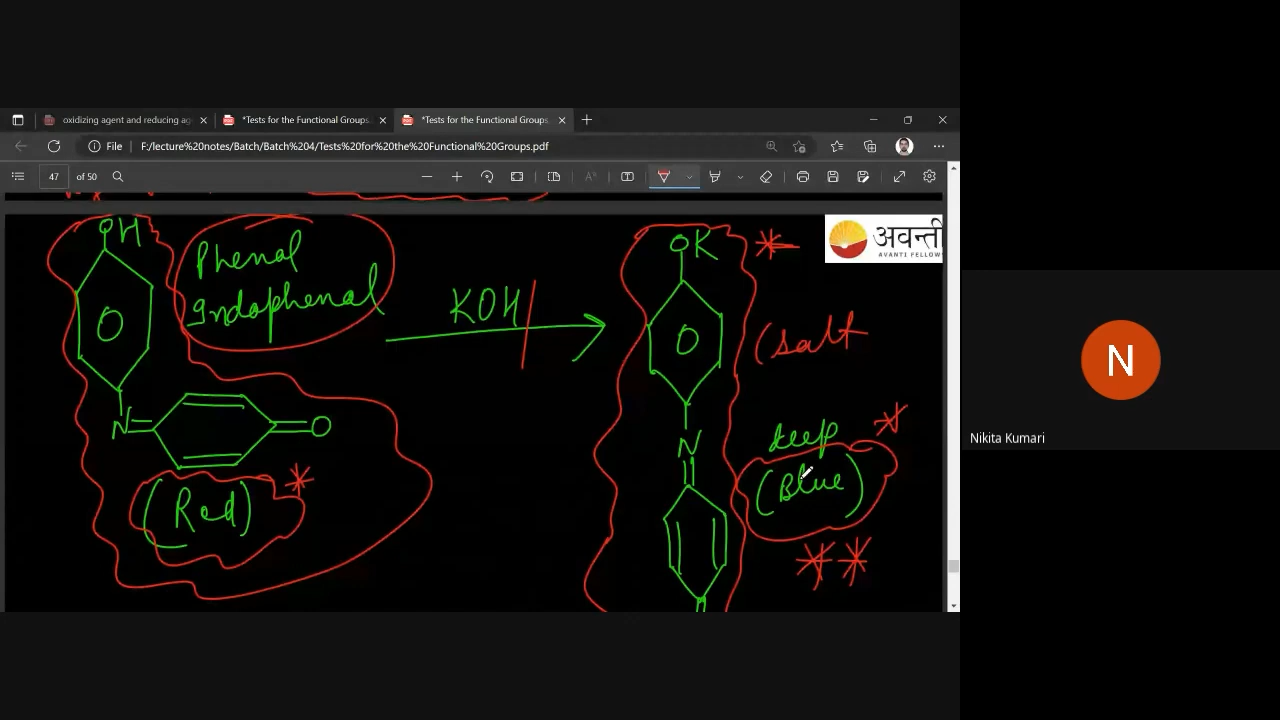 oxidizing agent and reducing ag
*Tests for the Functional Groups.
*Tests for the Functional Groups.
File
F:/lecture%20notes/Batch/Batch%204/Tests%20for%20the%20Functional%20Groups.pdf
47 of 50
अवन्ती
AVANTI FELLOW
OH
Phenal
Indaphenal
KOH
OK
O
O
(salt
N
O
N
deep
(Blue)
(Red)
N
Nikita Kumari